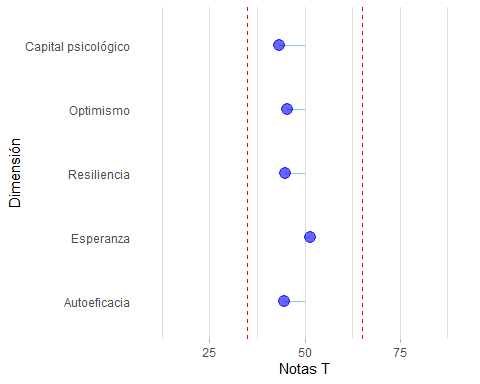 Capital psicológico
Optimismo
Resiliencia
Esperanza
Autoeficacia
Dimensión
25
50
75
Notas T